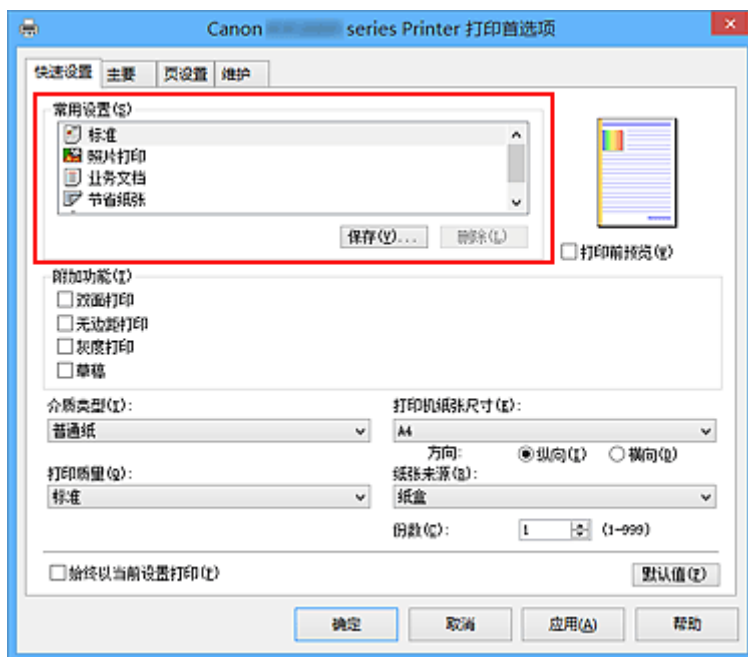 Canon series Printer 打印首选项
快速设置 主要 页设置 维护
常用设置(S)
标准
照片打印
业务文档
节省纸张
保存(V)... 删除(L)
打印前预览(W)
附加功能(I)
双面打印
无边距打印
灰度打印
草稿
介质类型(I): 打印机纸张尺寸(E):
普通纸 A4
方向: 纵向(I) 横向(Q)
打印质量(Q): 纸张来源(B):
标准 纸盒
份数(C): 1 (1-999)
始终以当前设置打印(t) 默认值(F)
确定 取消 应用(A) 帮助